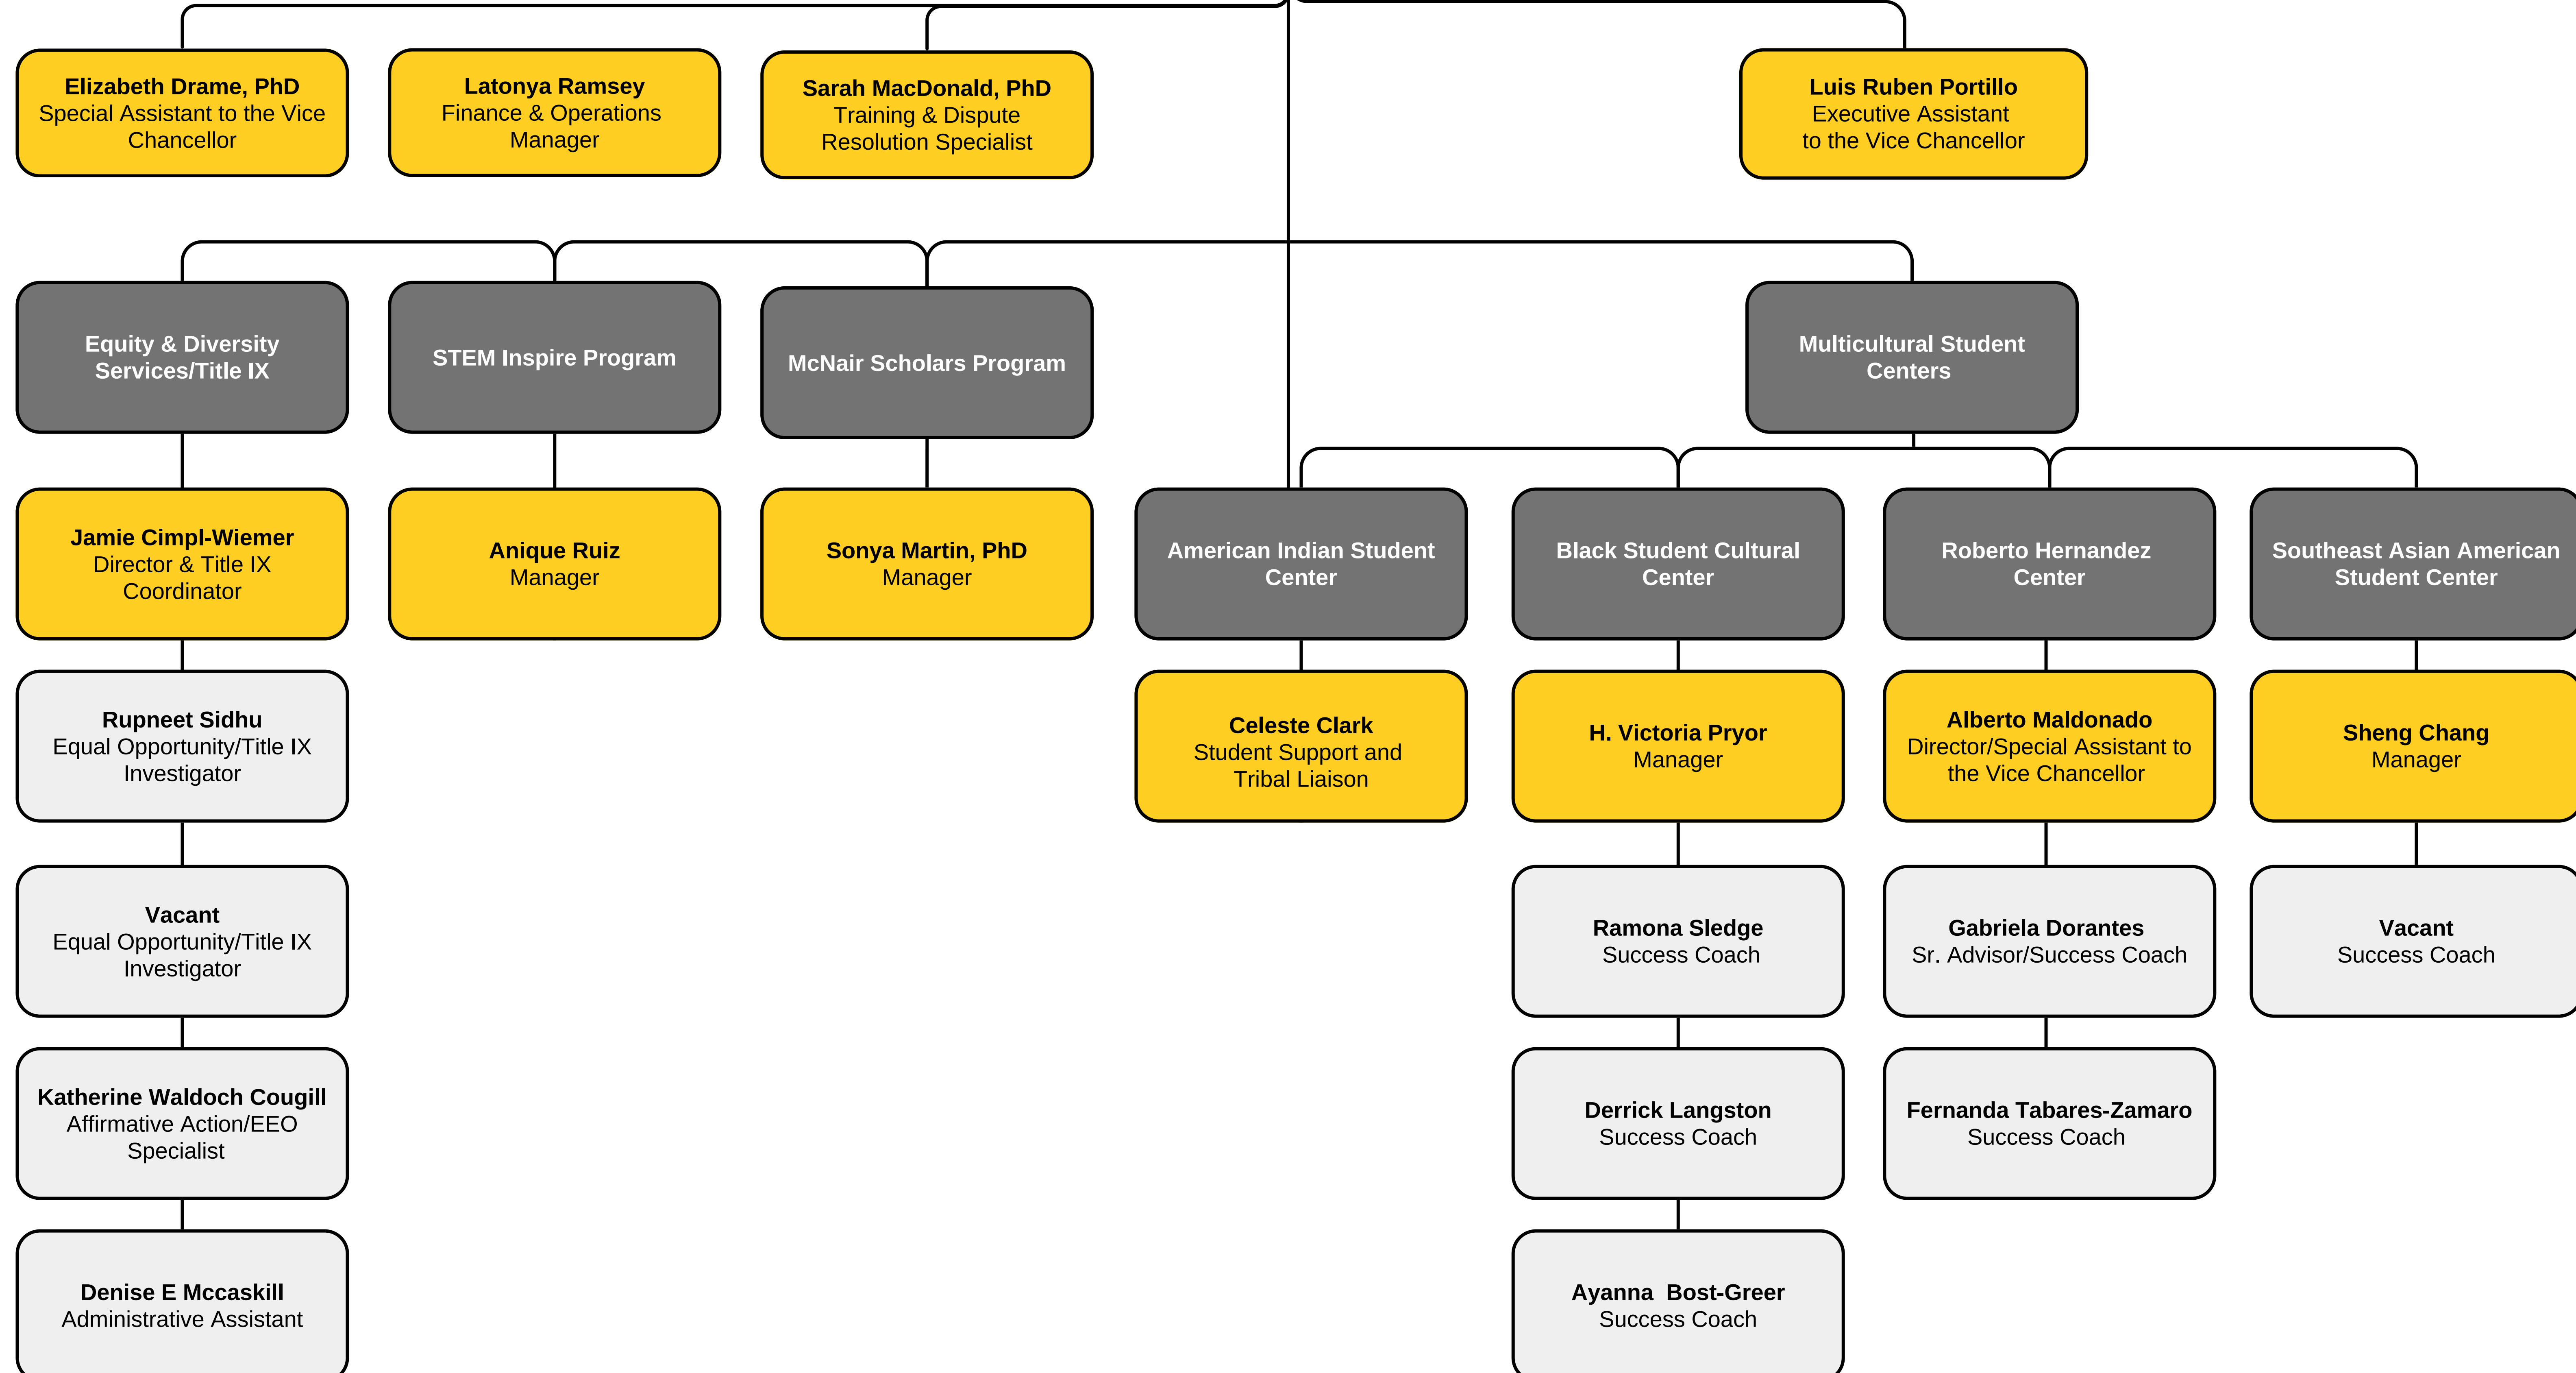 Elizabeth Drame, PhD
Special Assistant to the Vice
Chancellor
Latonya Ramsey
Finance & Operations
Manager
Sarah MacDonald, PhD
Training & Dispute
Resolution Specialist
Luis Ruben Portillo
Executive Assistant
to the Vice Chancellor
Equity & Diversity
Services/Title IX
STEM Inspire Program
McNair Scholars Program
Multicultural Student
Centers
Jamie Cimpl-Wiemer
Director & Title IX
Coordinator
Anique Ruiz
Manager
Sonya Martin, PhD
Manager
American Indian Student
Center
Black Student Cultural
Center
Roberto Hernandez
Center
Southeast Asian American
Student Center
Rupneet Sidhu
Equal Opportunity/Title IX
Investigator
Celeste Clark
Student Support and
Tribal Liaison
H. Victoria Pryor
Manager
Alberto Maldonado
Director/Special Assistant to
the Vice Chancellor
Sheng Chang
Manager
Vacant
Equal Opportunity/Title IX
Investigator
Ramona Sledge
Success Coach
Gabriela Dorantes
Sr. Advisor/Success Coach
Vacant
Success Coach
Katherine Waldoch Cougill
Affirmative Action/EEO
Specialist
Derrick Langston
Success Coach
Fernanda Tabares-Zamaro
Success Coach
Denise E Mccaskill
Administrative Assistant
Ayanna  Bost-Greer
Success Coach